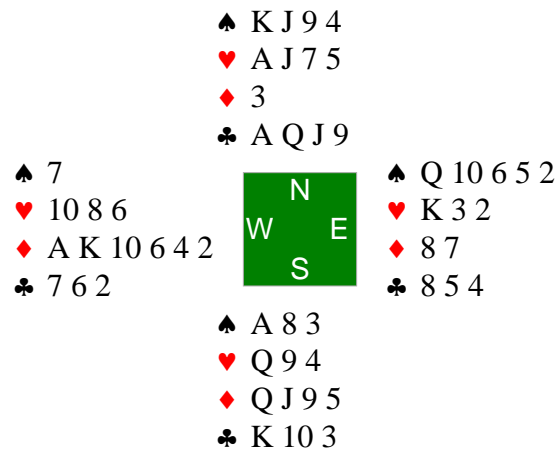 ♠ K J 9 4
♥ A J 7 5
♦ 3
♣ A Q J 9
♠ 7
♥ 10 8 6
♦ A K 10 6 4 2
♣ 7 6 2
N
W E
S
♠ Q 10 6 5 2
♥ K 3 2
♦ 8 7
♣ 8 5 4
♠ A 8 3
♥ Q 9 4
♦ Q J 9 5
♣ K 10 3